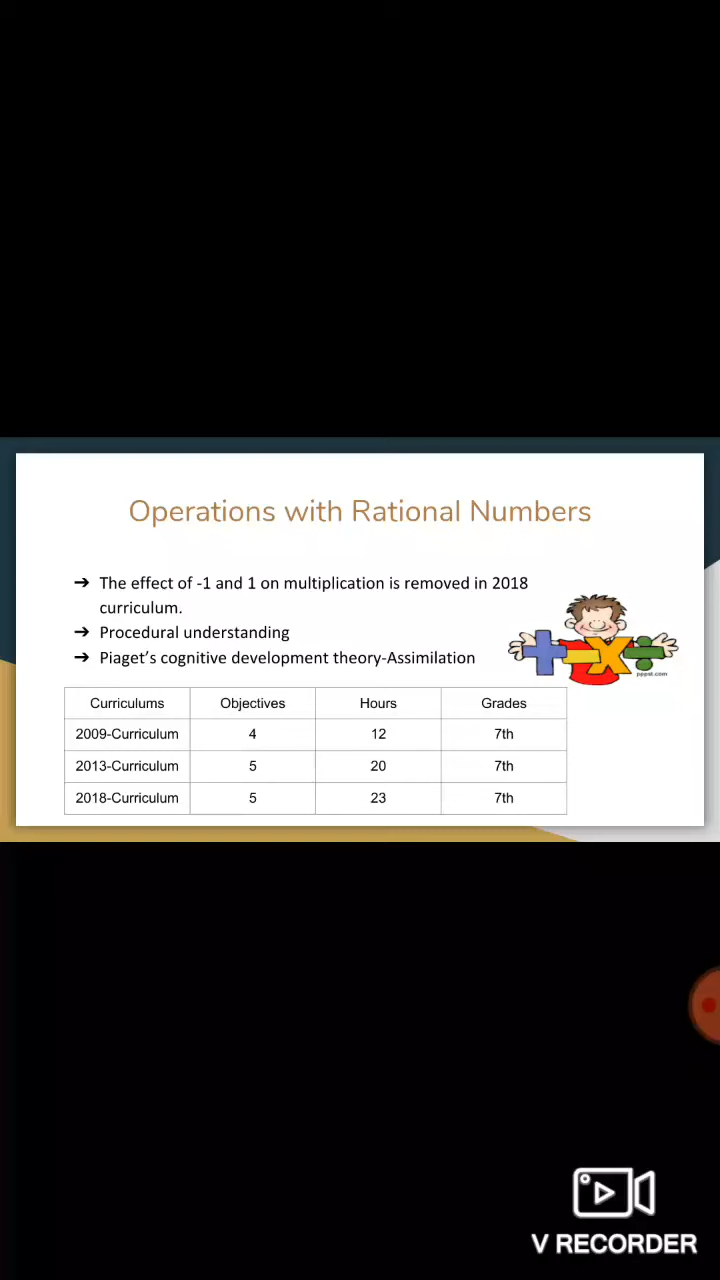 Operations with Rational Numbers
➔ The effect of -1 and 1 on multiplication is removed in 2018
curriculum.
➔ Procedural understanding
➔ Piaget's cognitive development theory-Assimilation
pppst.com
Curriculums Objectives Hours Grades
2009-Curriculum 4 12 7th
2013-Curriculum 5 20 7th
2018-Curriculum 5 23 7th
V RECORDER